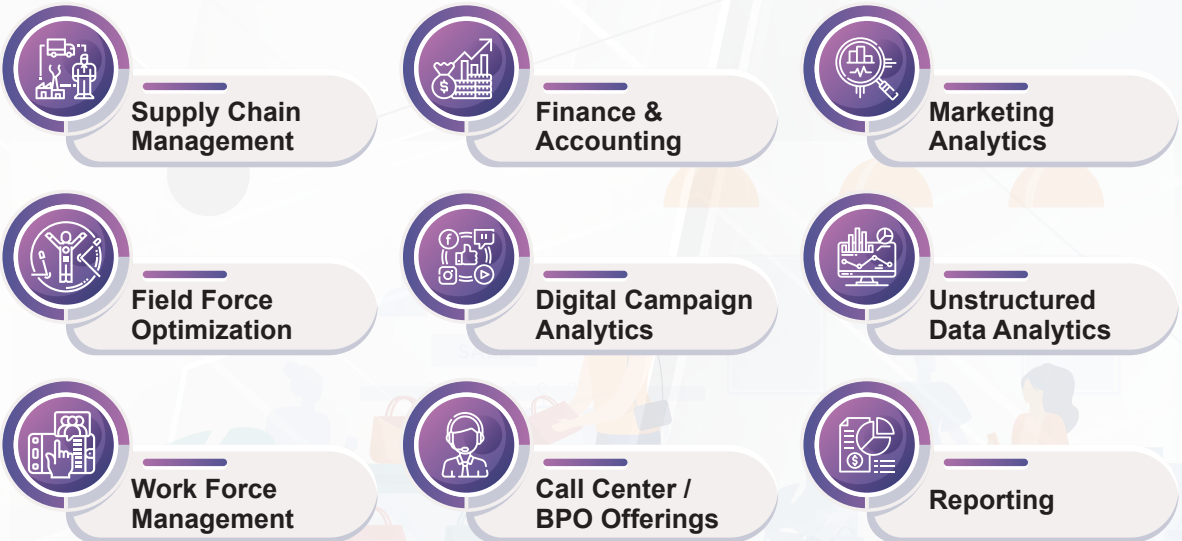 Supply Chain
Management
Finance &
Accounting
Marketing
Analytics
Field Force
Optimization
Digital Campaign
Analytics
Unstructured
Data Analytics
Work Force
Management
Call Center /
BPO Offerings
Reporting